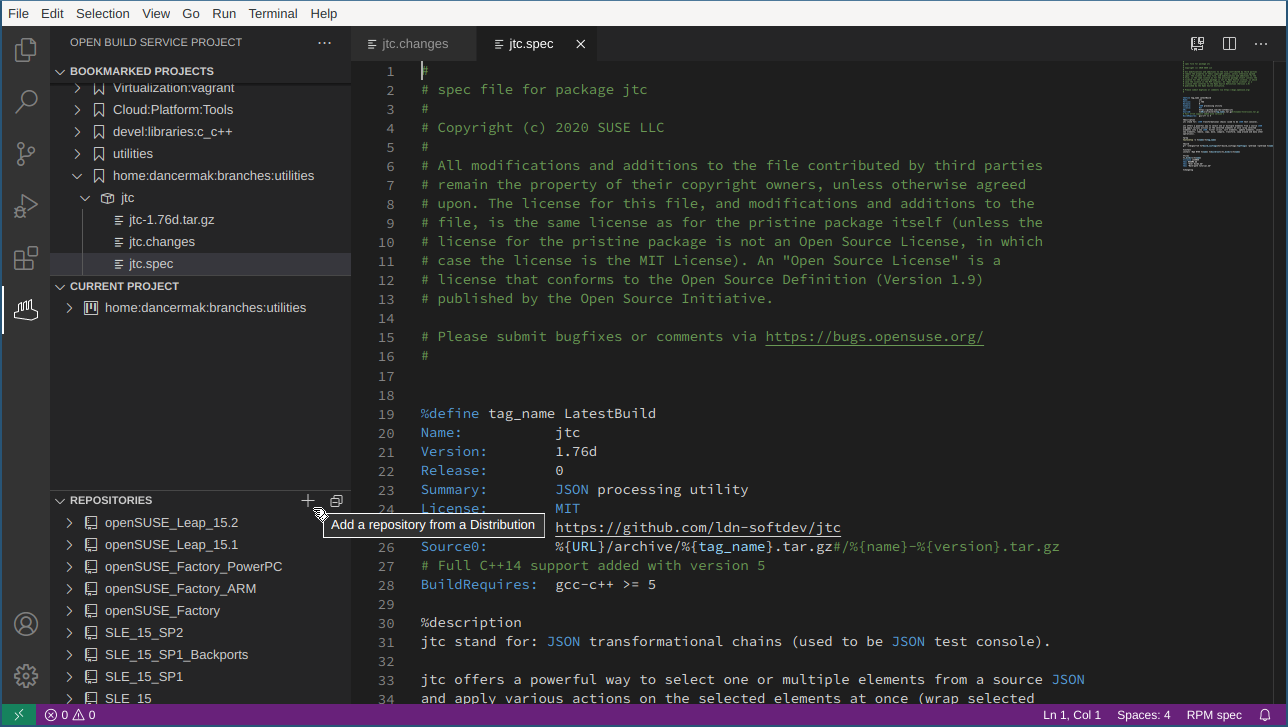 File Edit Selection View Go Run Terminal Help
OPEN BUILD SERVICE PROJECT
BOOKMARKED PROJECTS
Virtualization:vagrant
Cloud:Platform:Tools
devel:libraries:c_c++
utilities
home:dancermak:branches:utilities
jtc
jtc-1.76d.tar.gz
jtc.changes
jtc.spec
CURRENT PROJECT
home:dancermak:branches:utilities
REPOSITORIES
openSUSE_Leap_15.2
openSUSE_Leap_15.1
openSUSE_Factory_PowerPC
openSUSE_Factory_ARM
openSUSE_Factory
SLE_15_SP2
SLE_15_SP1_Backports
SLE_15_SP1
SLE_15
Add a repository from a Distribution
jtc.changes jtc.spec
1 #
2 # spec file for package jtc
3 #
4 # Copyright (c) 2020 SUSE LLC
5 #
6 # All modifications and additions to the file contributed by third parties
7 # remain the property of their copyright owners, unless otherwise agreed
8 # upon. The license for this file, and modifications and additions to the
9 # file, is the same license as for the pristine package itself (unless the
10 # license for the pristine package is not an Open Source License, in which
11 # case the license is the MIT License). An "Open Source License" is a
12 # license that conforms to the Open Source Definition (Version 1.9)
13 # published by the Open Source Initiative.
14
15 # Please submit bugfixes or comments via https://bugs.opensuse.org/
16 #
17
18
19 %define tag_name LatestBuild
20 Name: jtc
21 Version: 1.76d
22 Release: 0
23 Summary: JSON processing utility
24 License: MIT
https://github.com/ldn-softdev/jtc
26 Source0: %{URL}/archive/%{tag_name}.tar.gz#/%{name}-%{version}.tar.gz
27 # Full C++14 support added with version 5
28 BuildRequires: gcc-c++ >= 5
29
30 %description
31 jtc stand for: JSON transformational chains (used to be JSON test console).
32
33 jtc offers a powerful way to select one or multiple elements from a source JSON
34 and apply various actions on the selected elements at once (wrap selected
0 0 Ln 1, Col 1 Spaces: 4 RPM spec